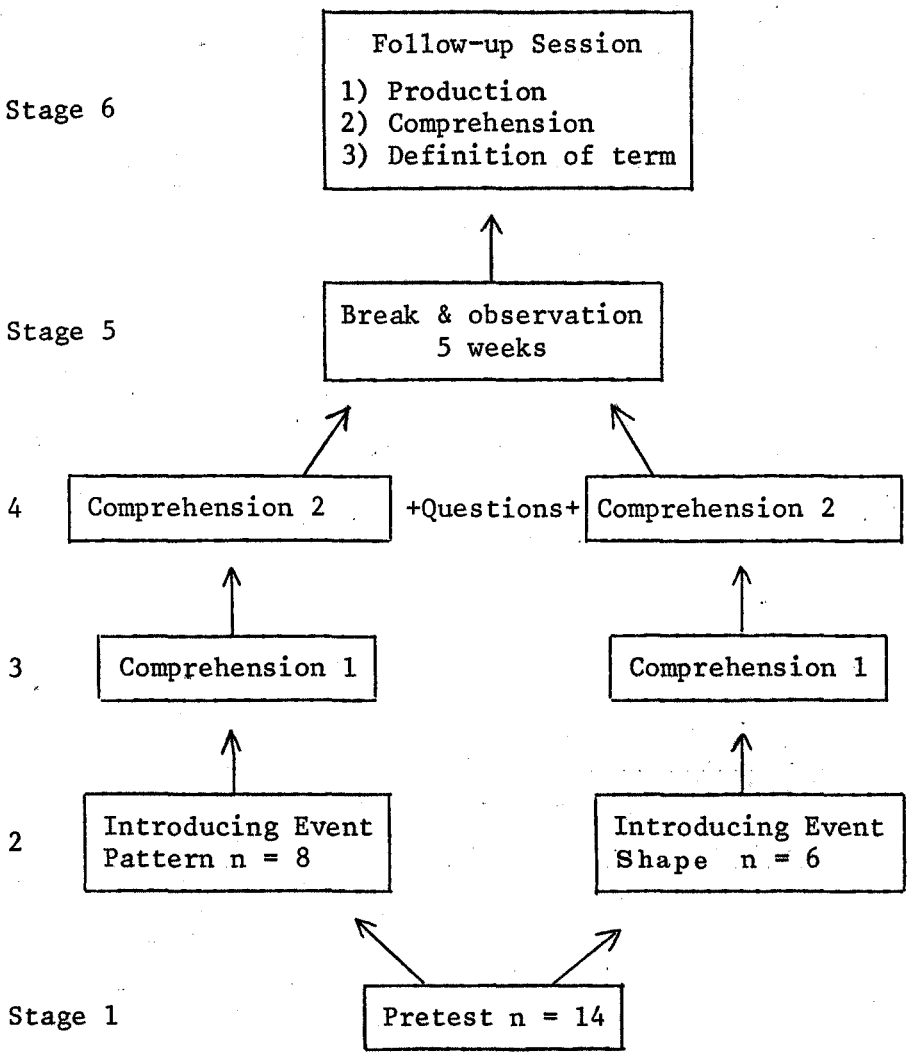 Follow-up Session
Stage 6
1) Production
2) Comprehension
3) Definition of term
Stage 5
Break & observation
5 weeks
4
Comprehension 2
+Questions+
Comprehension 2
3
Comprehension 1
Comprehension 1
2
Introducing Event
Pattern n = 8
Introducing Event
Shape n = 6
Stage 1
Pretest n = 14